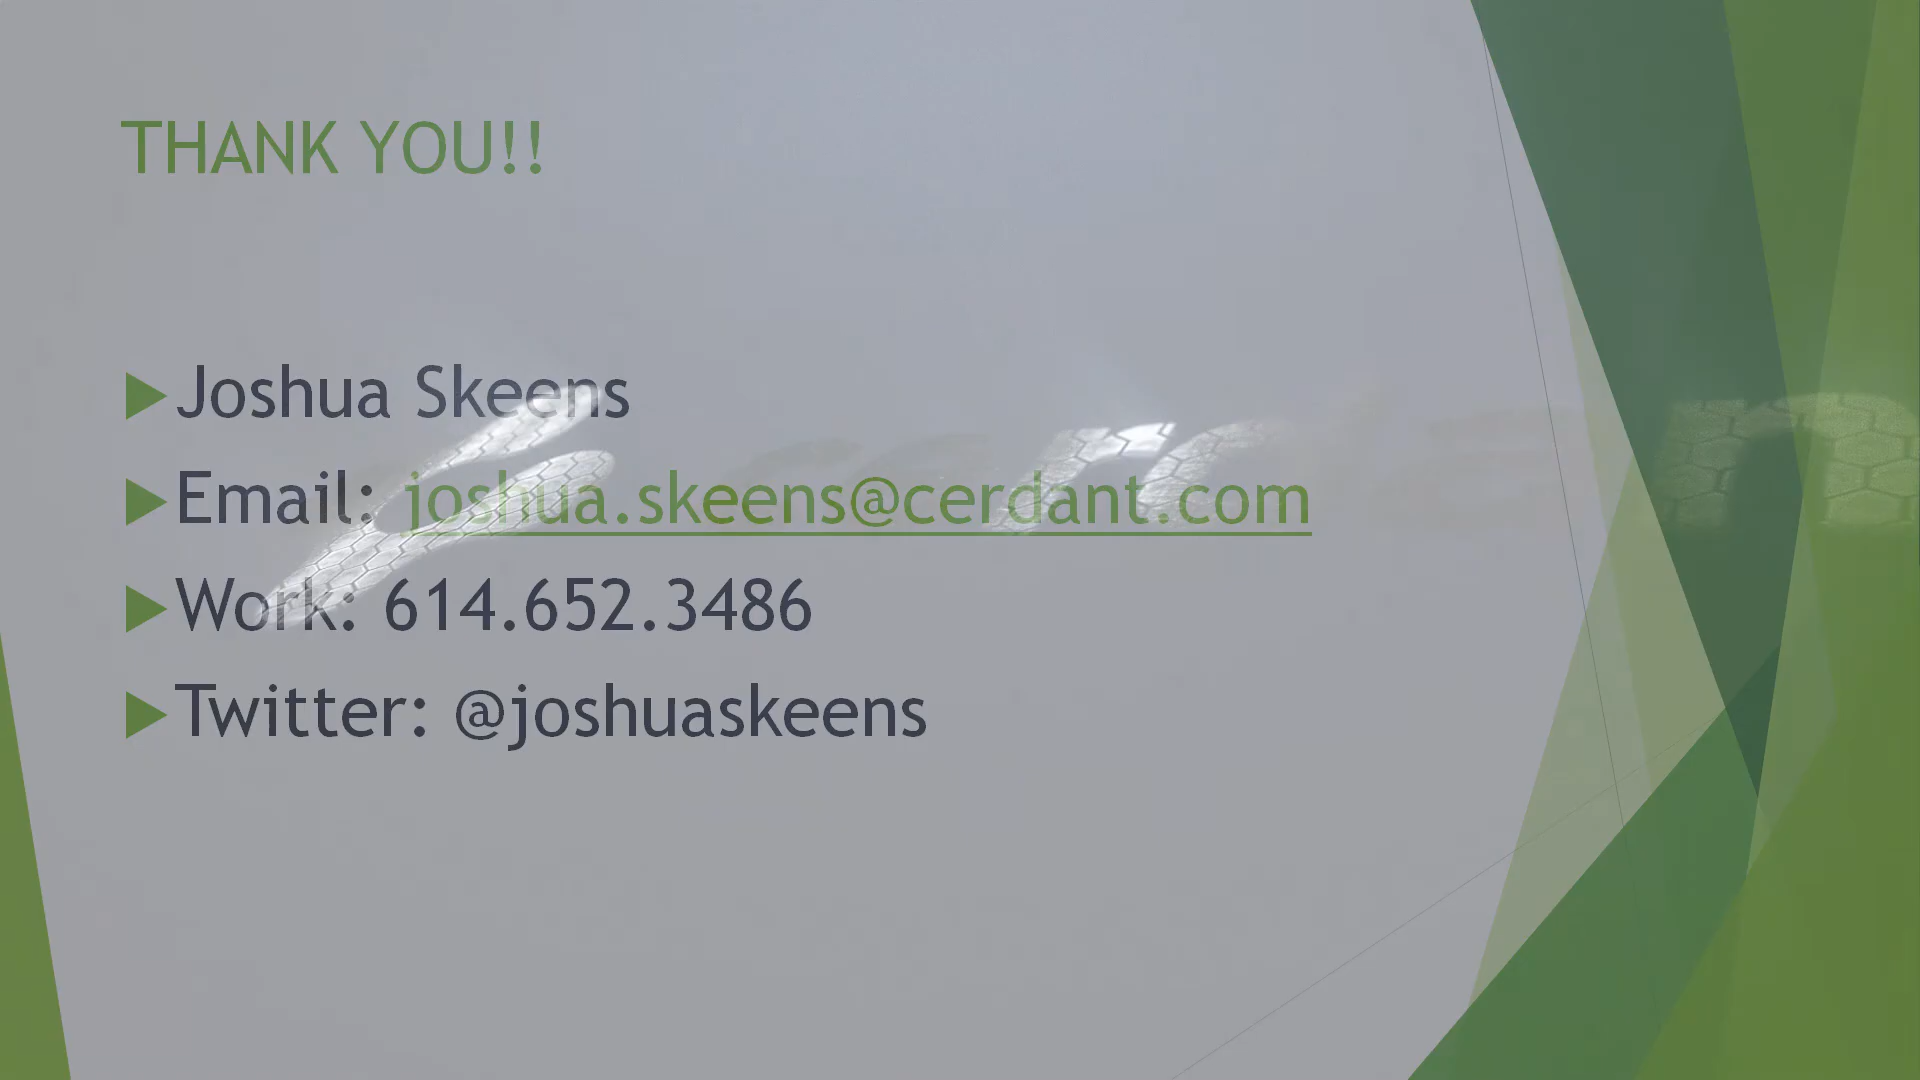 THANK YOU!!
Joshua Skeens
Email: joshua.skeens@cerdant.com
Work: 614.652.3486
Twitter: @joshuaskeens